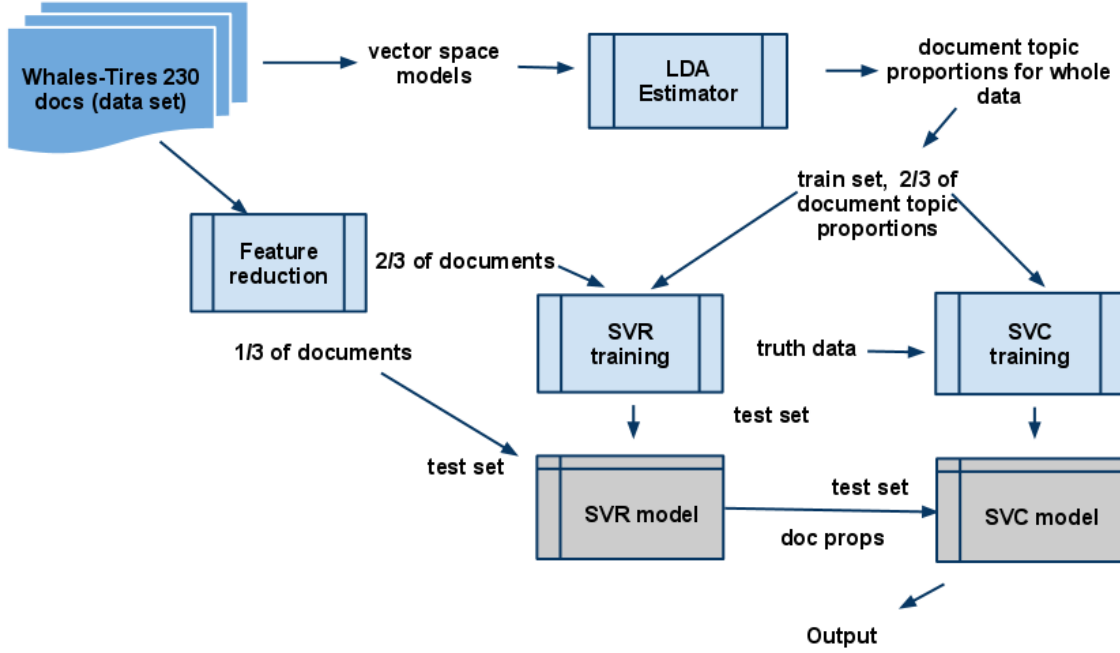 Whales-Tires 230
docs (data set)
vector space
models
LDA
Estimator
document topic
proportions for whole
data
train set, 2/3 of
document topic
proportions
Feature
reduction
2/3 of documents
1/3 of documents
SVR
training
truth data
SVC
training
test set
test set
SVR model
test set
doc props
SVC model
Output